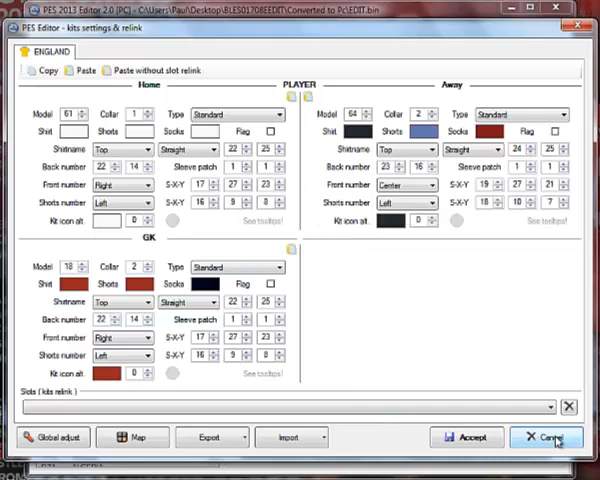 PES 2013 Editor 2.0 [PC] - C:\Users\Paul\Desktop\BLES01708EEDIT\Converted to Pc\EDIT.bin
PES Editor - kits settings & relink
ENGLAND
Copy Paste Paste without slot relink
Home PLAYER Away
Model 61 Collar 1 Type Standard Model 64 Collar 2 Type Standard
Shirt Shorts Socks Flag Shirt Shorts Socks Flag
Shirtname Top Straight 22 25 Shirtname Top Straight 24 25
Back number 22 14 Sleeve patch 1 1 Back number 23 16 Sleeve patch 1 1
Front number Right S-X-Y 17 27 23 Front number Center S-X-Y 19 27 21
Shorts number Left S-X-Y 16 9 8 Shorts number Left S-X-Y 18 10 7
Kit icon alt. 0 See tooltips! Kit icon alt. 0 See tooltips!
GK
Model 18 Collar 2 Type Standard
Shirt Shorts Socks Flag
Shirtname Top Straight 22 25
Back number 22 14 Sleeve patch 1 1
Front number Right S-X-Y 17 27 23
Shorts number Left S-X-Y 16 9 8
Kit icon alt. 0 See tooltips!
Slots ( kits relink )
Global adjust Map Export Import Accept Cancel